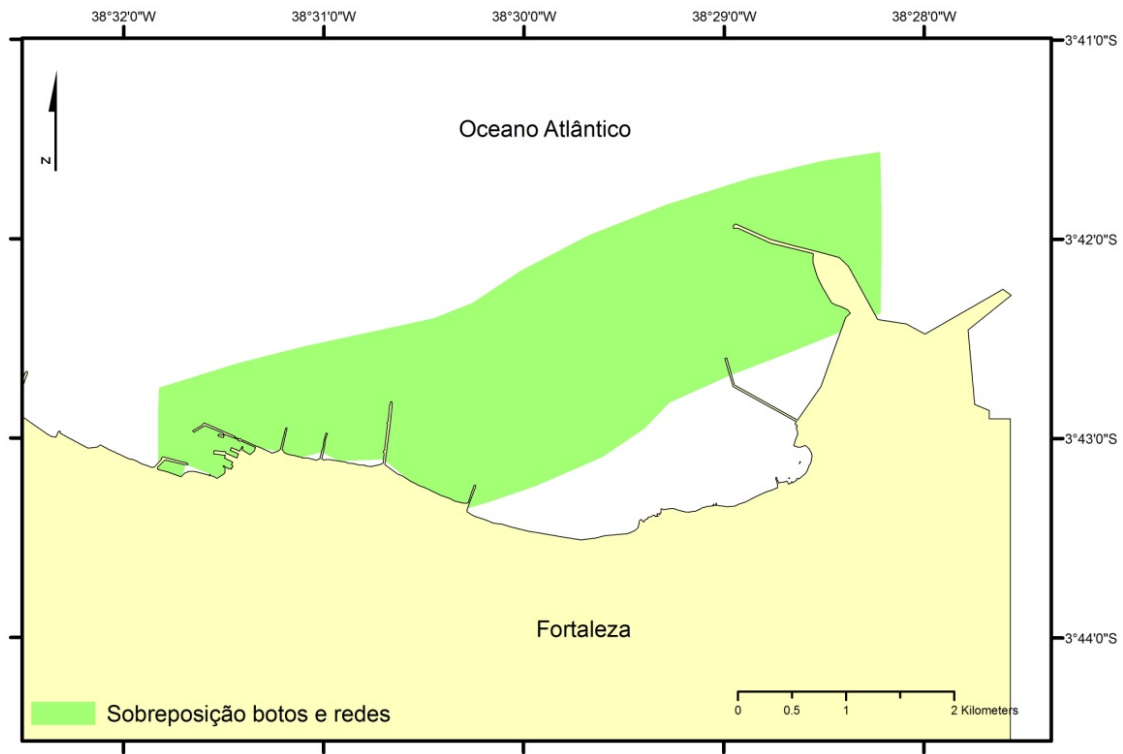 38°32'0"W 38°31'0"W 38°30'0"W 38°29'0"W 38°28'0"W
3°41'0"S
Oceano Atlântico
N
3°42'0"S
3°43'0"S
Fortaleza
3°44'0"S
Sobreposição botos e redes
0 0.5 1 2 Kilometers